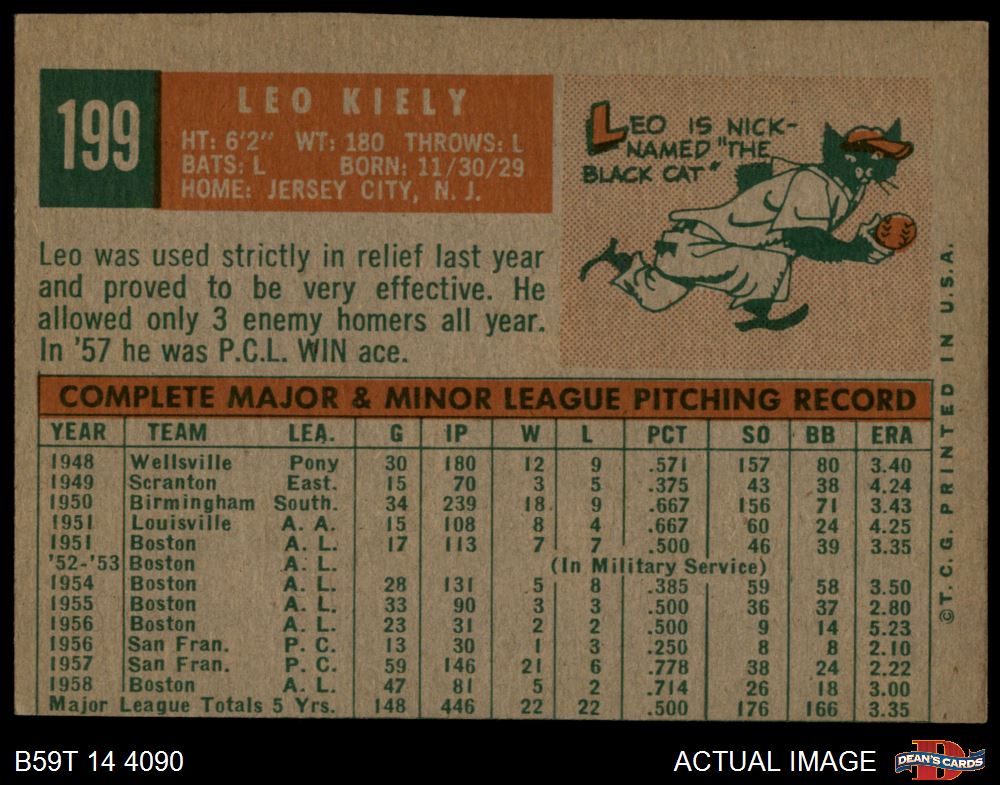 199
LEO KIELY
HT: 6'2" WT: 180 THROWS: L
BATS: L BORN: 11/30/29
HOME: JERSEY CITY, N. J.
LEO IS NICK-
NAMED "THE
BLACK CAT"
Leo was used strictly in relief last year
and proved to be very effective. He
allowed only 3 enemy homers all year.
In '57 he was P.C.L. WIN ace.
COMPLETE MAJOR & MINOR LEAGUE PITCHING RECORD
YEAR TEAM LEA. G IP W L PCT SO BB ERA
1948 Wellsville Pony 30 180 12 9 .571 157 80 3.40
1949 Scranton East. 15 70 3 5 .375 43 38 4.24
1950 Birmingham South. 34 239 18 9 .667 156 71 3.43
1951 Louisville A. A. 15 108 8 4 .667 60 24 4.25
1951 Boston A. L. 17 113 7 7 .500 46 39 3.35
'52-'53 Boston A. L. (In Military Service)
1954 Boston A. L. 28 131 5 8 .385 59 58 3.50
1955 Boston A. L. 33 90 3 3 .500 36 37 2.80
1956 Boston A. L. 23 31 2 2 .500 9 14 5.23
1956 San Fran. P. C. 13 30 1 3 .250 8 8 2.10
1957 San Fran. P. C. 59 146 21 6 .778 38 24 2.22
1958 Boston A. L. 47 81 5 2 .714 26 18 3.00
Major League Totals 5 Yrs. 148 446 22 22 .500 176 166 3.35
©T. C. G. PRINTED IN U.S.A.
B59T 14 4090
ACTUAL IMAGE
DEAN'S CARDS